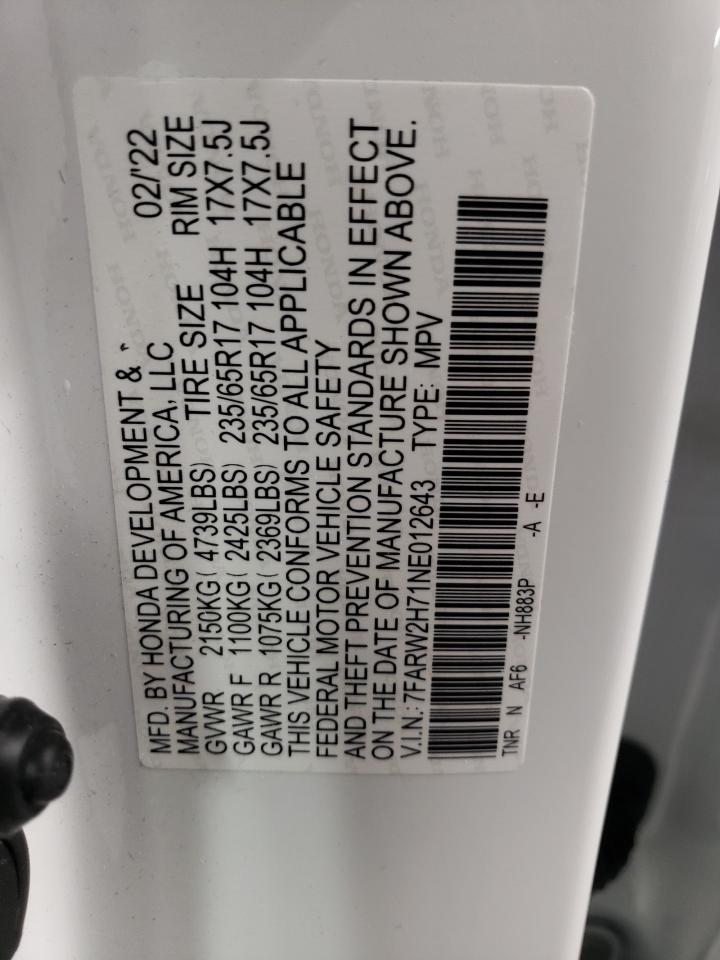 MFD. BY HONDA DEVELOPMENT & 02/'22
MANUFACTURING OF AMERICA, LLC
GVWR 2150KG( 4739LBS) TIRE SIZE RIM SIZE
GAWR F 1100KG( 2425LBS) 235/65R17 104H 17X7.5J
GAWR R 1075KG( 2369LBS) 235/65R17 104H 17X7.5J
THIS VEHICLE CONFORMS TO ALL APPLICABLE
FEDERAL MOTOR VEHICLE SAFETY
AND THEFT PREVENTION STANDARDS IN EFFECT
ON THE DATE OF MANUFACTURE SHOWN ABOVE.
V.I.N.: 7FARW2H71NE012643 TYPE: MPV
TNR N AF6 -NH883P -A -E